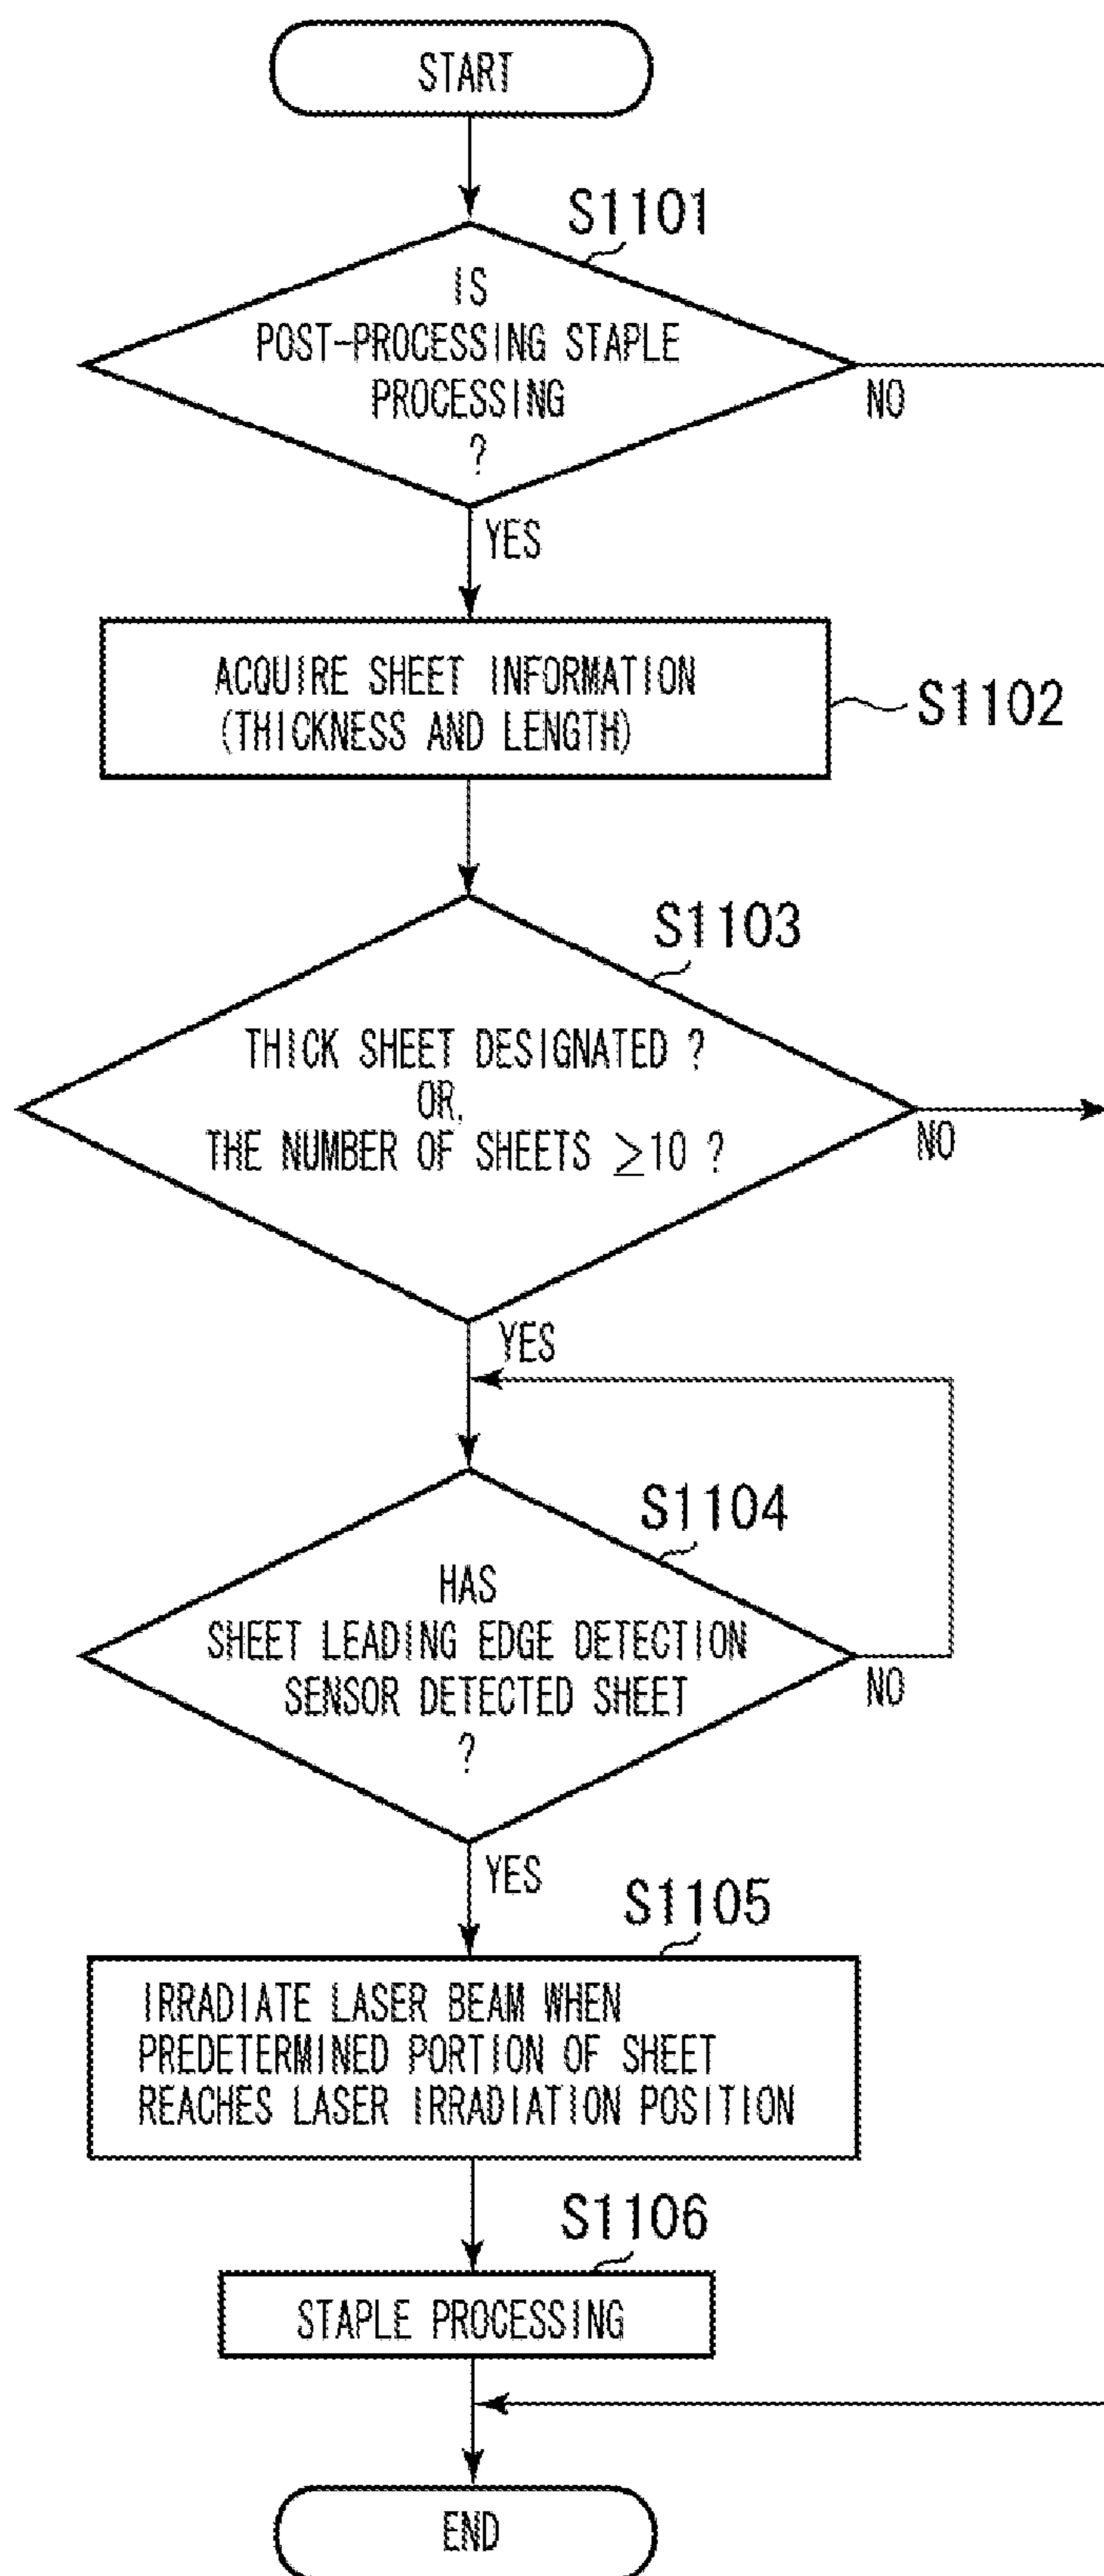 START
S1101
IS
POST-PROCESSING STAPLE
PROCESSING
?
NO
YES
ACQUIRE SHEET INFORMATION
(THICKNESS AND LENGTH)
S1102
S1103
THICK SHEET DESIGNATED ?
OR,
THE NUMBER OF SHEETS ≥10 ?
NO
YES
S1104
HAS
SHEET LEADING EDGE DETECTION
SENSOR DETECTED SHEET
?
NO
YES
S1105
IRRADIATE LASER BEAM WHEN
PREDETERMINED PORTION OF SHEET
REACHES LASER IRRADIATION POSITION
S1106
STAPLE PROCESSING
END